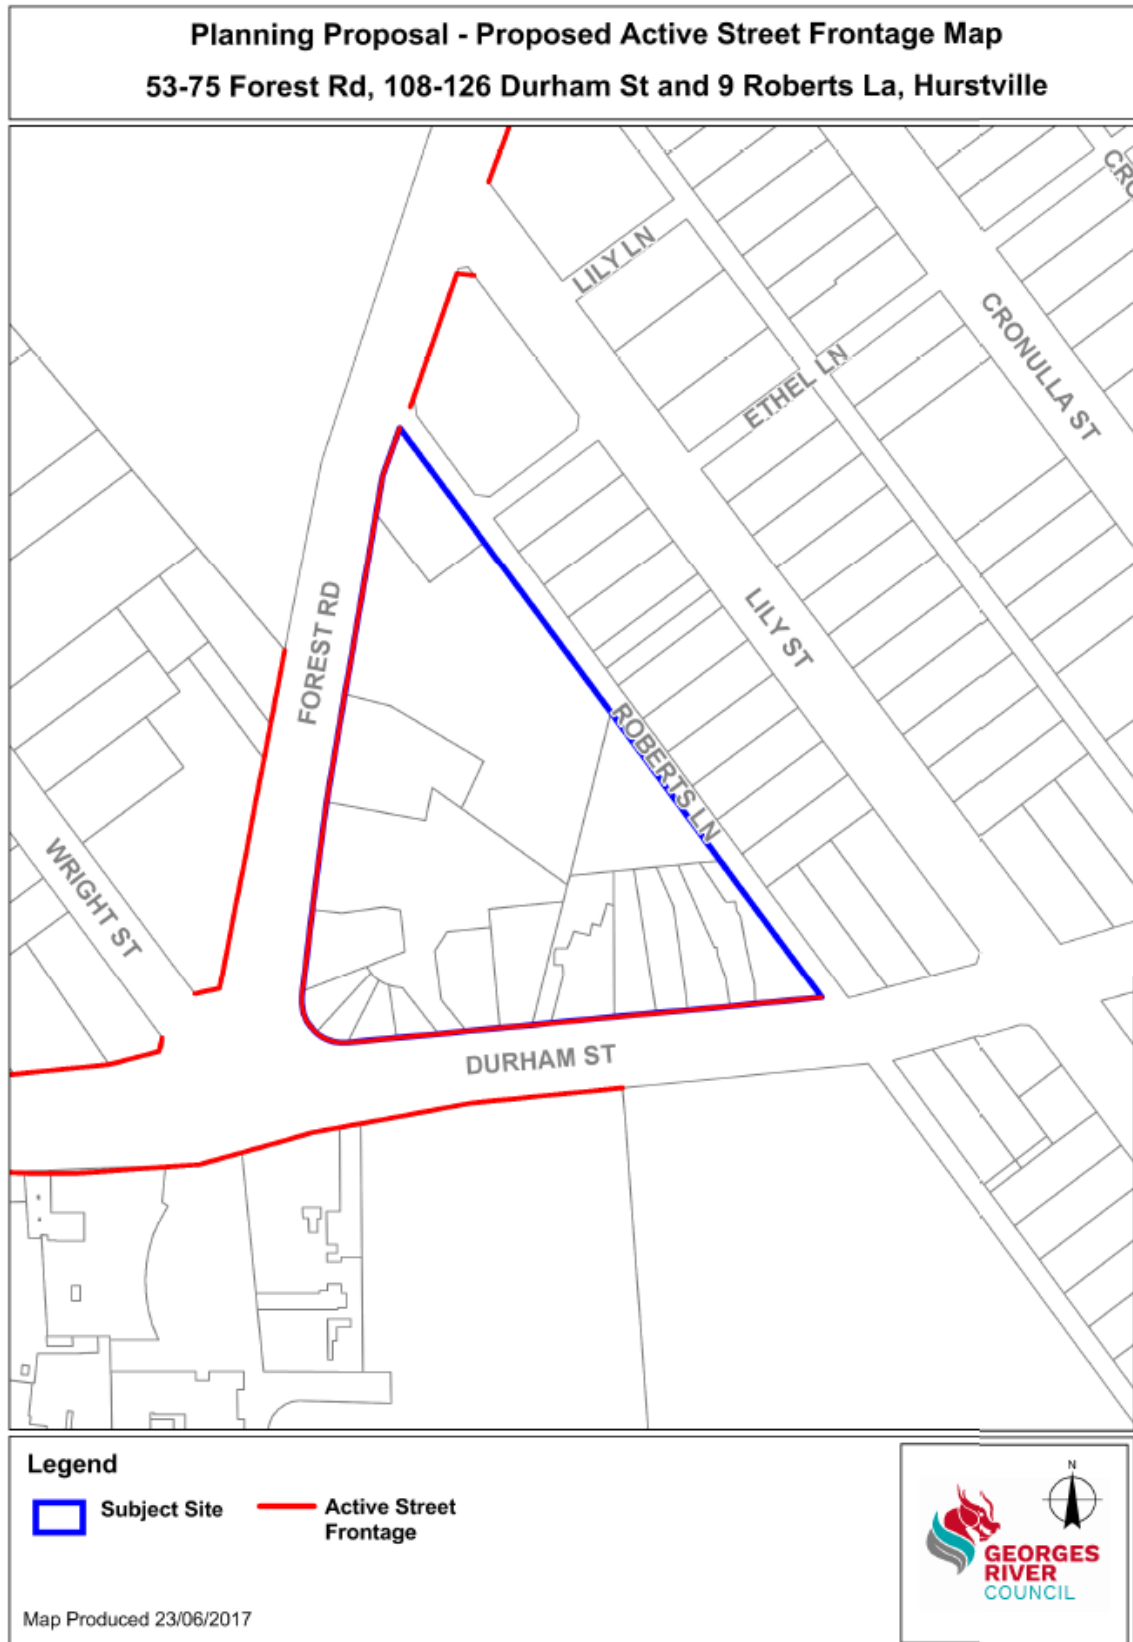 Planning Proposal - Proposed Active Street Frontage Map
53-75 Forest Rd, 108-126 Durham St and 9 Roberts La, Hurstville
CRO
LILY LN
CRONULLA ST
ETHEL LN
FOREST RD
LILY ST
ROBERTS LN
WRIGHT ST
DURHAM ST
Legend
Subject Site
Active Street
Frontage
N
GEORGES
RIVER
COUNCIL
Map Produced 23/06/2017